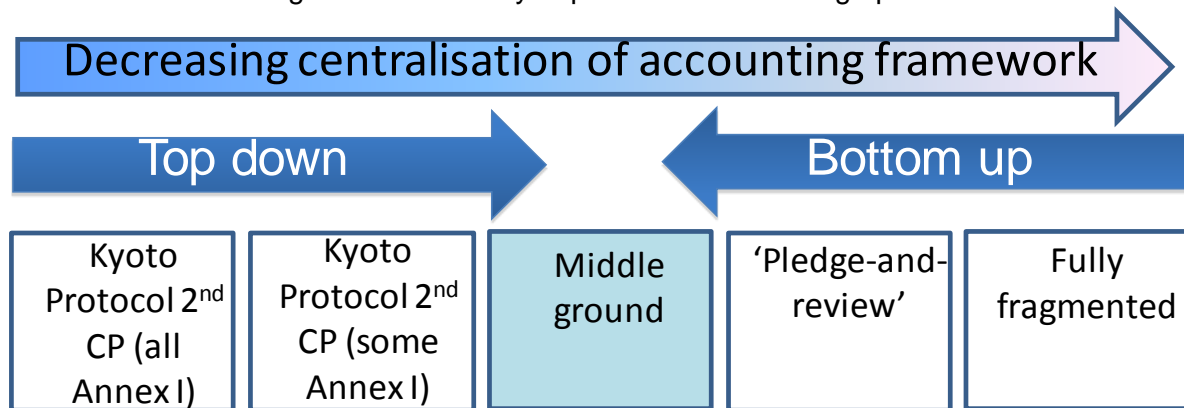 Decreasing centralisation of accounting framework
Top down
Bottom up
Kyoto
Protocol 2nd
CP (all
Annex I)
Kyoto
Protocol 2nd
CP (some
Annex I)
Middle
ground
‘Pledge-and-
review’
Fully
fragmented